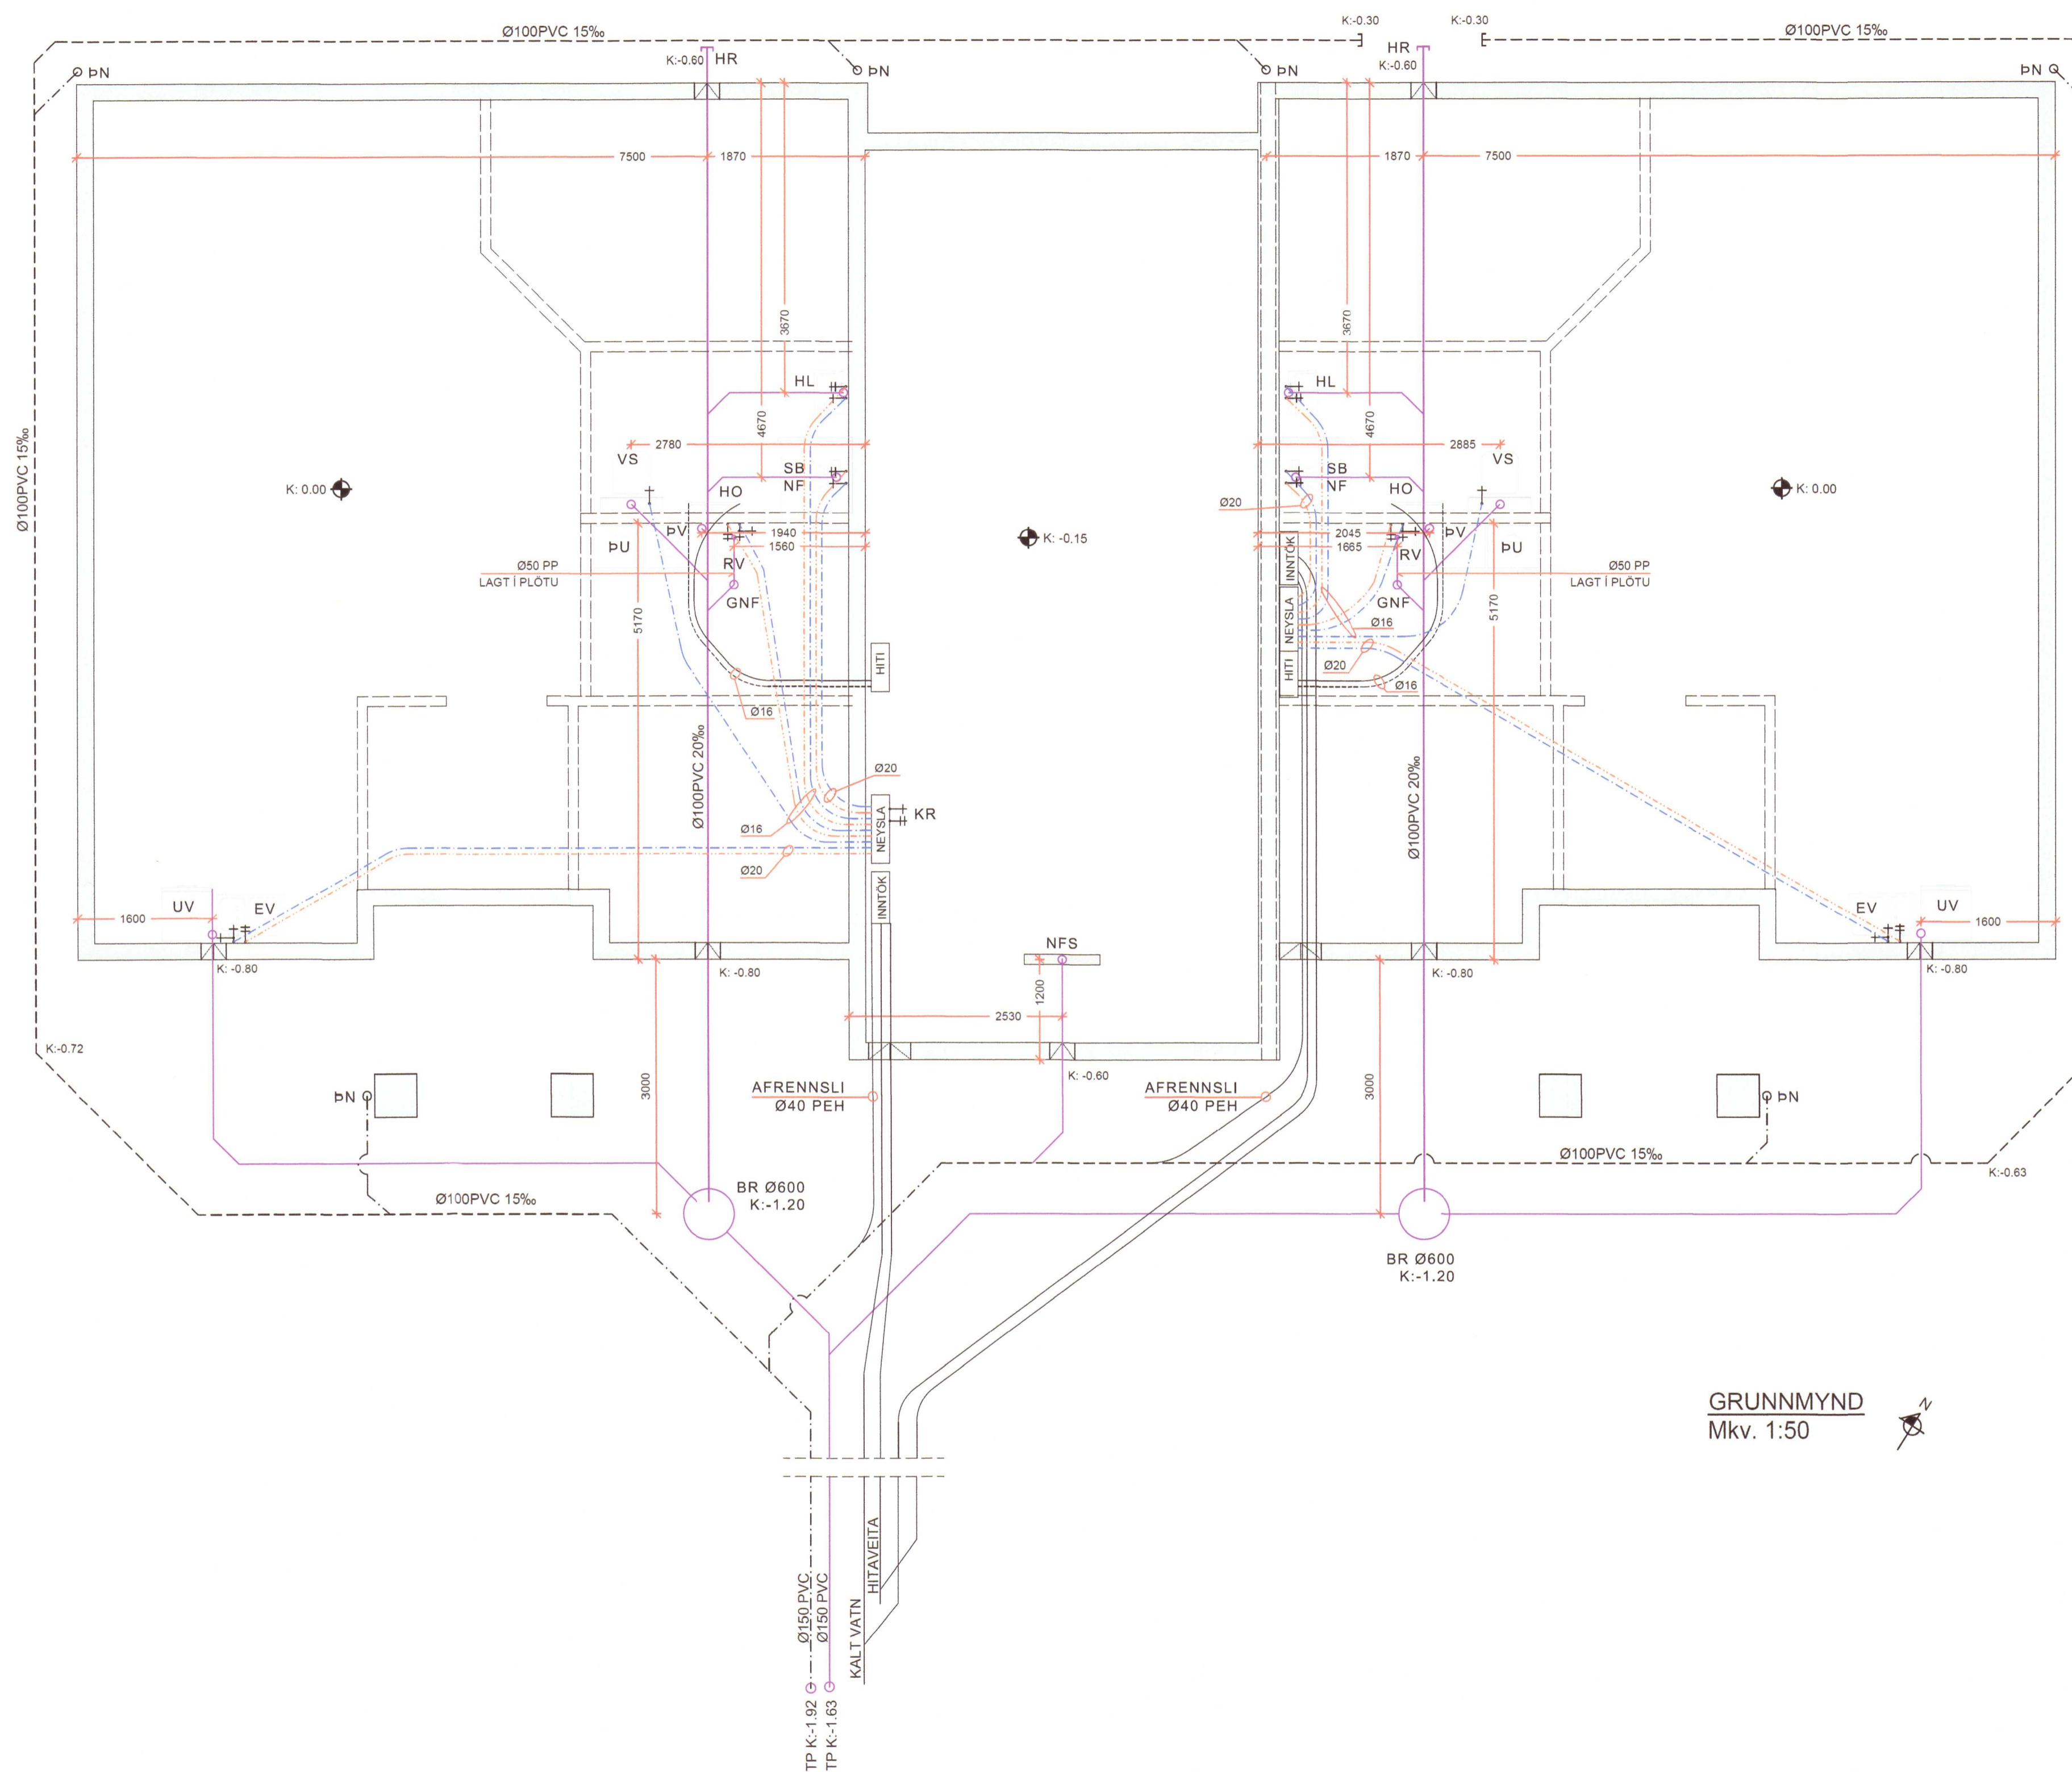 Ø100PVC 15‰
K:-0.30
K:-0.30
Ø100PVC 15‰
K:-0.60
HR
HR
K:-0.60
ÞN
ÞN
ÞN
ÞN
7500
1870
1870
7500
3670
3670
HL
HL
4670
4670
2780
2885
VS
VS
Ø100PVC 15‰
SB
NF
SB
NF
K: 0.00
HO
HO
K: 0.00
Ø20
ÞV
ÞV
1940
2045
K: -0.15
ÞU
1560
1665
ÞU
RV
RV
INNTÖK
Ø50 PP
LAGT Í PLÖTU
Ø50 PP
LAGT Í PLÖTU
GNF
GNF
5170
NEYSLA
5170
Ø16
HITI
HITI
Ø20
Ø16
Ø16
Ø100PVC 20‰
Ø100PVC 20‰
Ø20
KR
NEYSLA
Ø16
Ø20
INNTÖK
UV
EV
EV
UV
1600
1600
NFS
K: -0.80
K: -0.80
K: -0.80
K: -0.80
1200
2530
K:-0.72
3000
K: -0.60
3000
AFRENNSLI
Ø40 PEH
AFRENNSLI
Ø40 PEH
ÞN
ÞN
Ø100PVC 15‰
K:-0.63
Ø100PVC 15‰
BR Ø600
K:-1.20
BR Ø600
K:-1.20
GRUNNMYND
Mkv. 1:50
N
HITAVEITA
KALT VATN
Ø150 PVC
Ø150 PVC
TP K:-1.92
TP K:-1.63